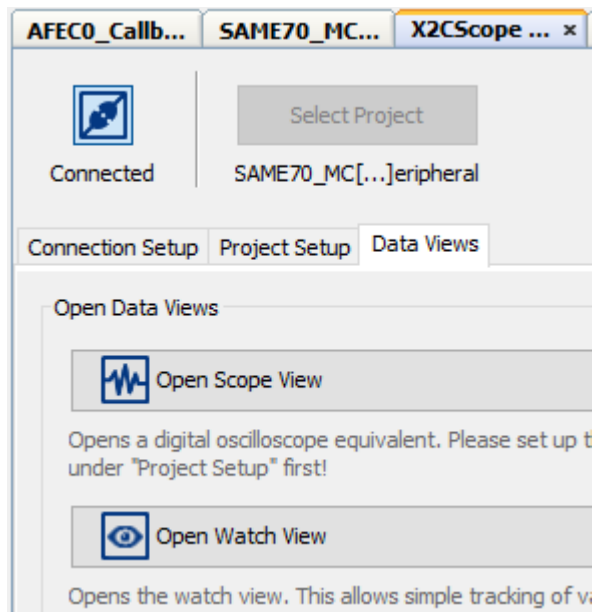 AFEC0_Callb... SAME70_MC... X2CScope ... ×
Select Project
Connected SAME70_MC[...]eripheral
Connection Setup Project Setup Data Views
Open Data Views
Open Scope View
Opens a digital oscilloscope equivalent. Please set up
under "Project Setup" first!
Open Watch View
Opens the watch view. This allows simple tracking of